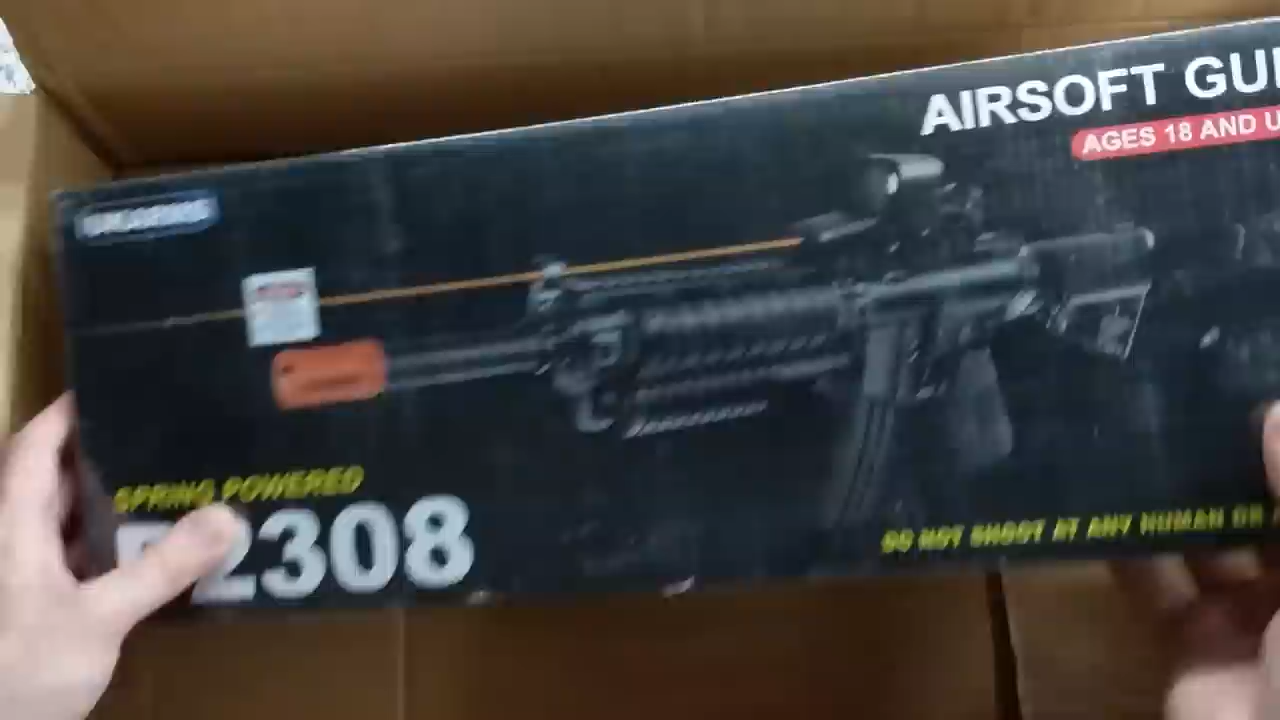 AIRSOFT GU
AGES 18 AND U
SPRING POWERED
2308
DO NOT SHOOT AT ANY HUMAN OR